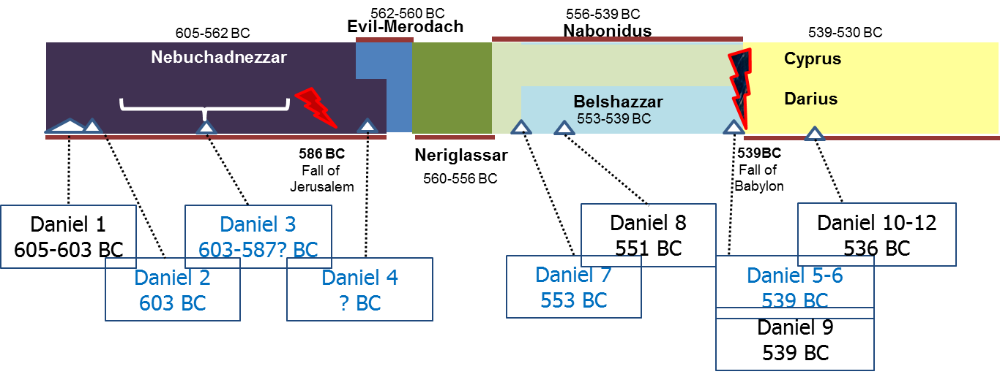 605-562 BC
Nebuchadnezzar
562-560 BC
Evil-Merodach
556-539 BC
Nabonidus
539-530 BC
Cyprus
Darius
Belshazzar
553-539 BC
586 BC
Fall of
Jerusalem
Neriglassar
560-556 BC
539BC
Fall of
Babylon
Daniel 1
605-603 BC
Daniel 2
603 BC
Daniel 3
603-587? BC
Daniel 4
? BC
Daniel 7
553 BC
Daniel 8
551 BC
Daniel 5-6
539 BC
Daniel 9
539 BC
Daniel 10-12
536 BC